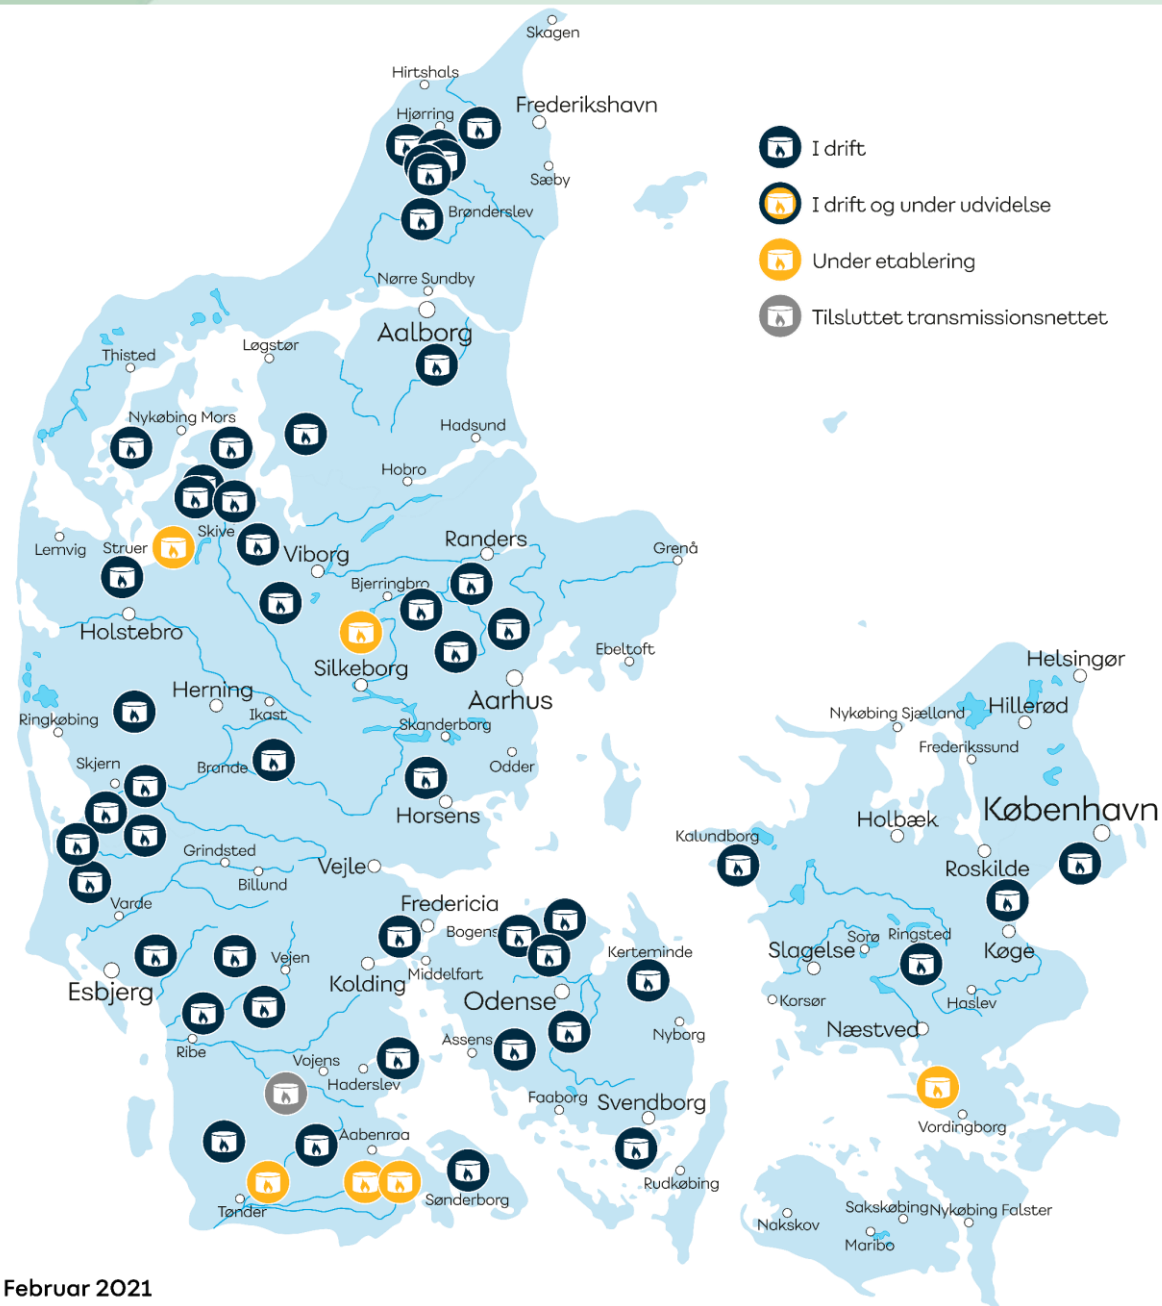 Skagen
Hirtshals
Frederikshavn
Hjørring
I drift
Sæby
I drift og under udvidelse
Brønderslev
Under etablering
Nørre Sundby
Tilsluttet transmissionsnettet
Aalborg
Løgstør
Thisted
Nykøbing Mors
Hadsund
Hobro
Skive
Randers
Lemvig
Struer
Viborg
Grenå
Bjerringbro
Holstebro
Ebeltoft
Silkeborg
Helsingør
Herning
Aarhus
Ikast
Ringkøbing
Nykøbing Sjælland
Hillerød
Skanderborg
Frederikssund
Skjern
Brande
Odder
København
Horsens
Holbæk
Kalundborg
Grindsted
Vejle
Roskilde
Billund
Varde
Fredericia
Bogens
Sorø
Ringsted
Slagelse
Køge
Kerteminde
Vejen
Middelfart
Kolding
Esbjerg
Odense
Korsør
Haslev
Næstved
Nyborg
Assens
Ribe
Vojens
Haderslev
Faaborg
Svendborg
Vordingborg
Aabenraa
Rudkøbing
Sønderborg
Tønder
Sakskøbing
Nykøbing Falster
Nakskov
Maribo
Februar 2021